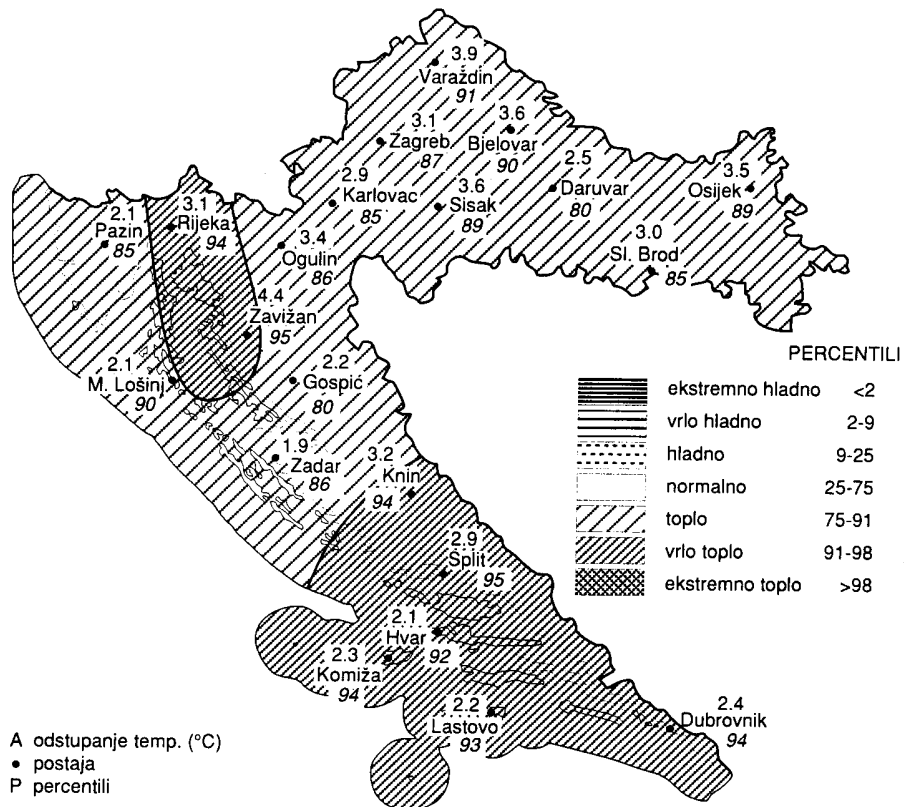 3.9
Varaždin
91
3.6
Bjelovar
90
3.1
Zagreb
87
2.5
Daruvar
80
3.5
Osijek
89
2.9
Karlovac
85
3.6
Sisak
89
3.0
Sl. Brod
85
2.1
Pazin
85
3.1
Rijeka
94
3.4
Ogulin
86
4.4
Zavižan
95
2.1
M. Lošinj
90
2.2
Gospić
80
1.9
Zadar
86
3.2
Knin
94
2.9
Split
95
2.1
Hvar
92
2.3
Komiža
94
2.2
Lastovo
93
2.4
Dubrovnik
94
PERCENTILI
ekstremno hladno <2
vrlo hladno 2-9
hladno 9-25
normalno 25-75
toplo 75-91
vrlo toplo 91-98
ekstremno toplo >98
A odstupanje temp. (°C)
• postaja
P percentili